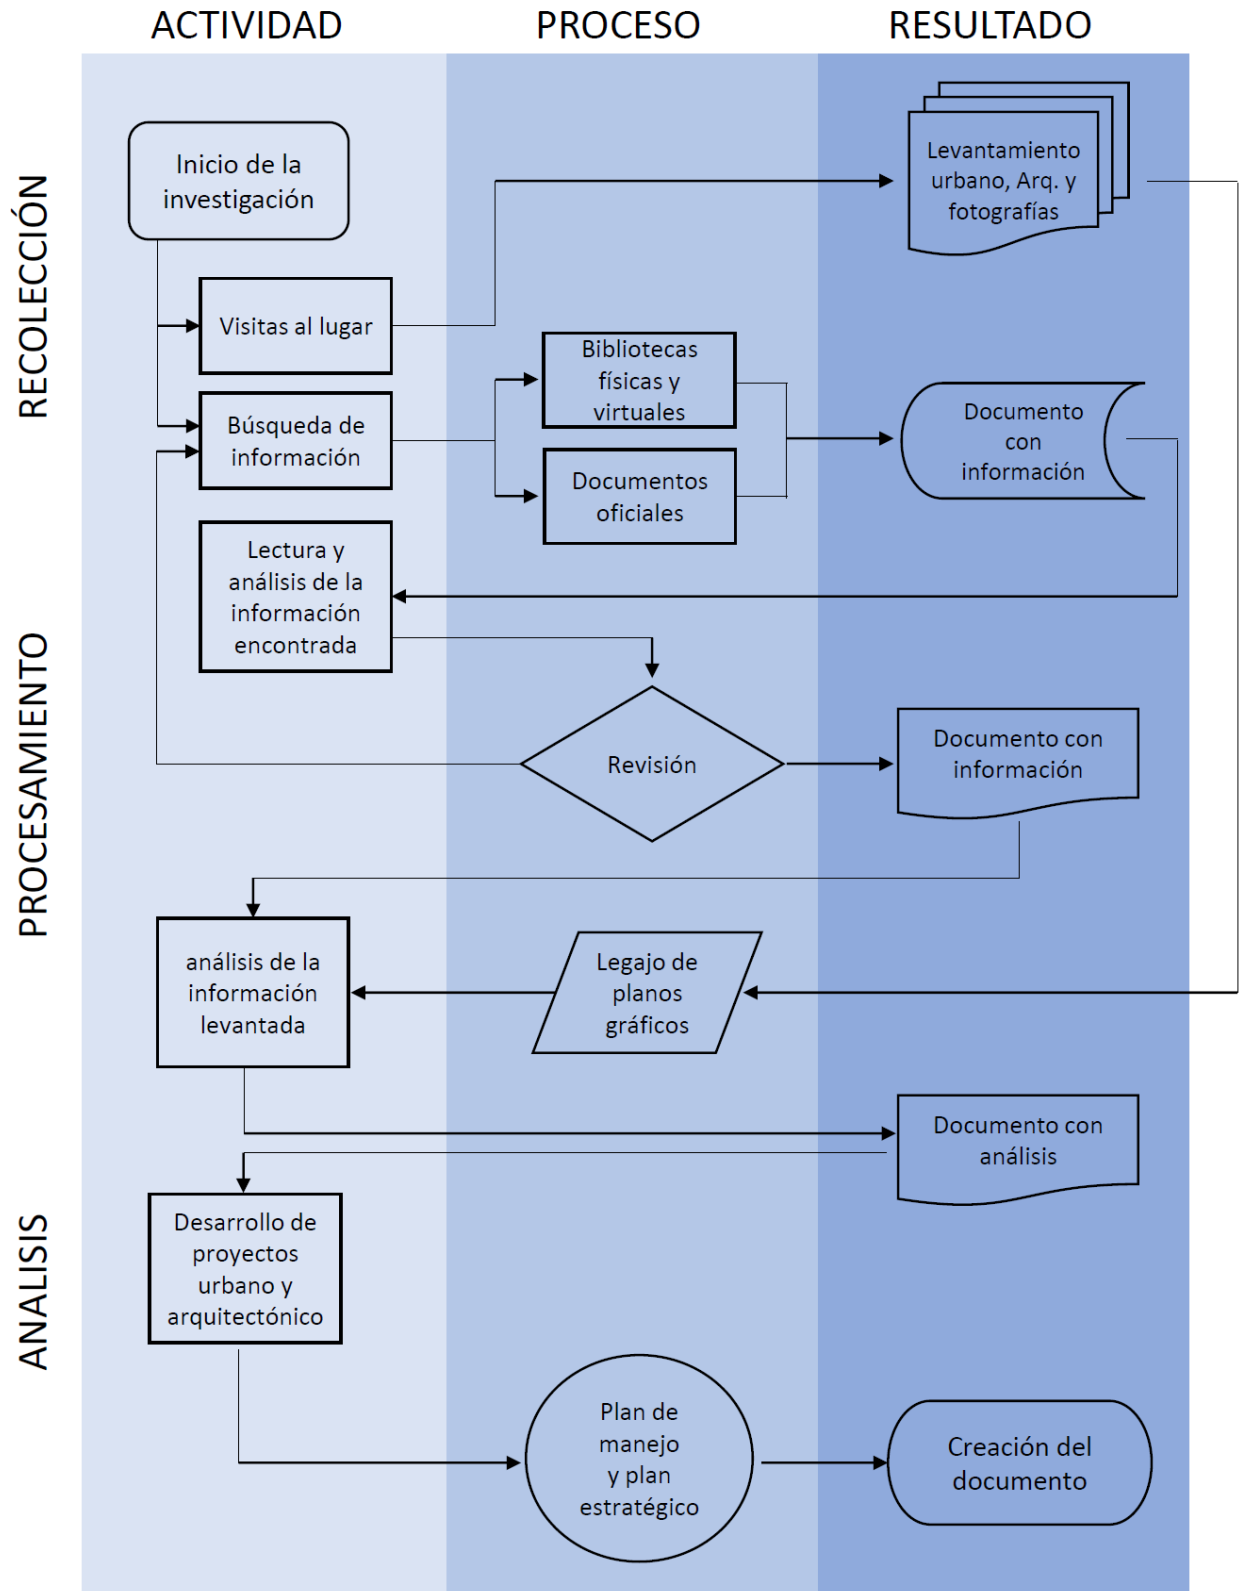 ACTIVIDAD
PROCESO
RESULTADO
RECOLECCIÓN
Inicio de la
investigación
Levantamiento
urbano, Arq. y
fotografías
Visitas al lugar
Bibliotecas
físicas y
virtuales
Búsqueda de
información
Documento
con
información
Documentos
oficiales
PROCESAMIENTO
Lectura y
análisis de la
información
encontrada
Revisión
Documento con
información
análisis de la
información
levantada
Legajo de
planos
gráficos
ANALISIS
Documento con
análisis
Desarrollo de
proyectos
urbano y
arquitectónico
Plan de
manejo
y plan
estratégico
Creación del
documento